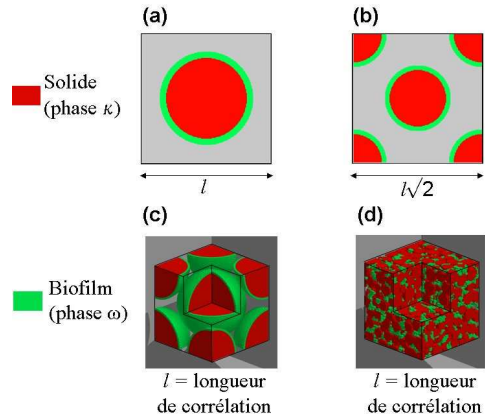 (a)
(b)
Solide
(phase κ)
l
l√2
(c)
(d)
Biofilm
(phase ω)
l = longueur
de corrélation
l = longueur
de corrélation